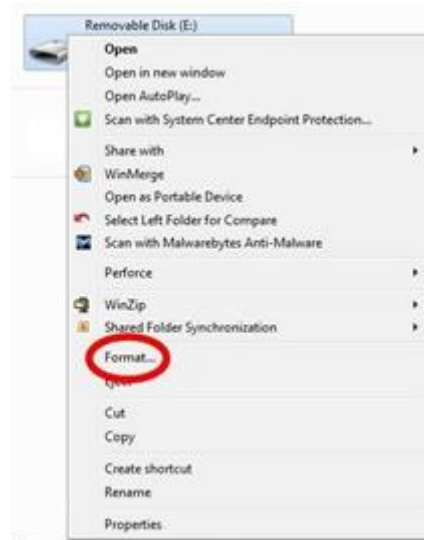 Removable Disk (E:)
Open
Open in new window
Open AutoPlay...
Scan with System Center Endpoint Protection...
Share with
WinMerge
Open as Portable Device
Select Left Folder for Compare
Scan with Malwarebytes Anti-Malware
Perforce
WinZip
Shared Folder Synchronization
Format...
Eject
Cut
Copy
Create shortcut
Rename
Properties